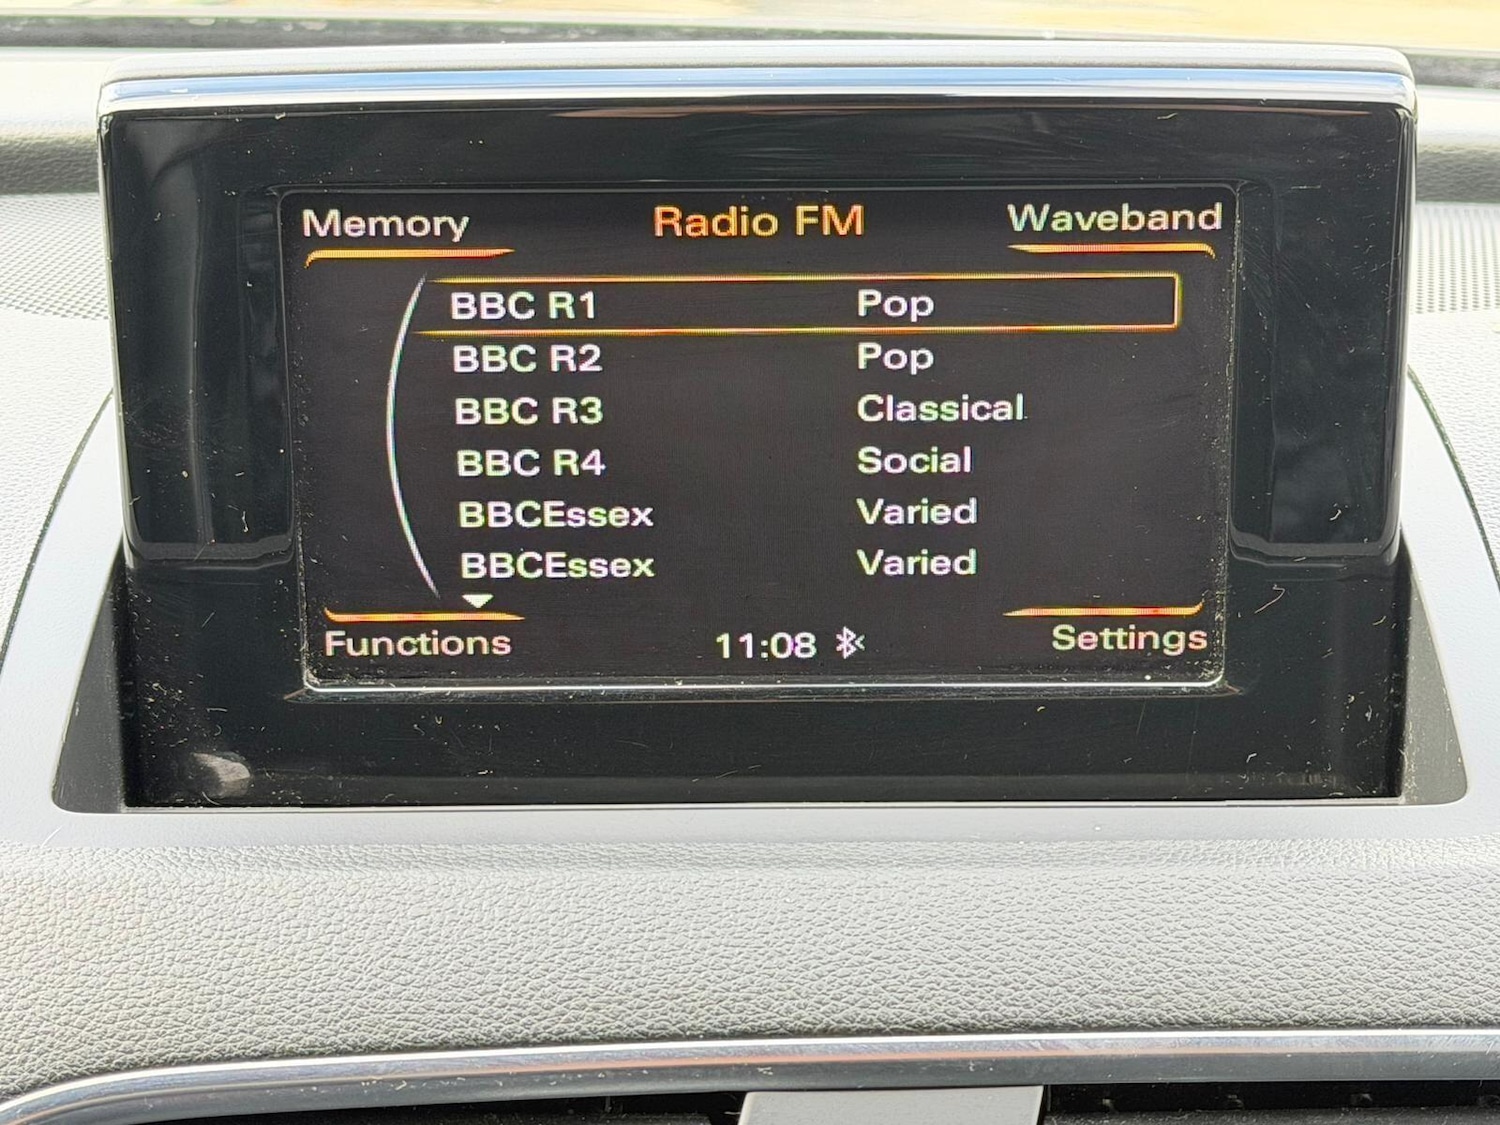 Memory Radio FM Waveband
BBC R1 Pop
BBC R2 Pop
BBC R3 Classical
BBC R4 Social
BBCEssex Varied
BBCEssex Varied
Functions 11:08 Settings